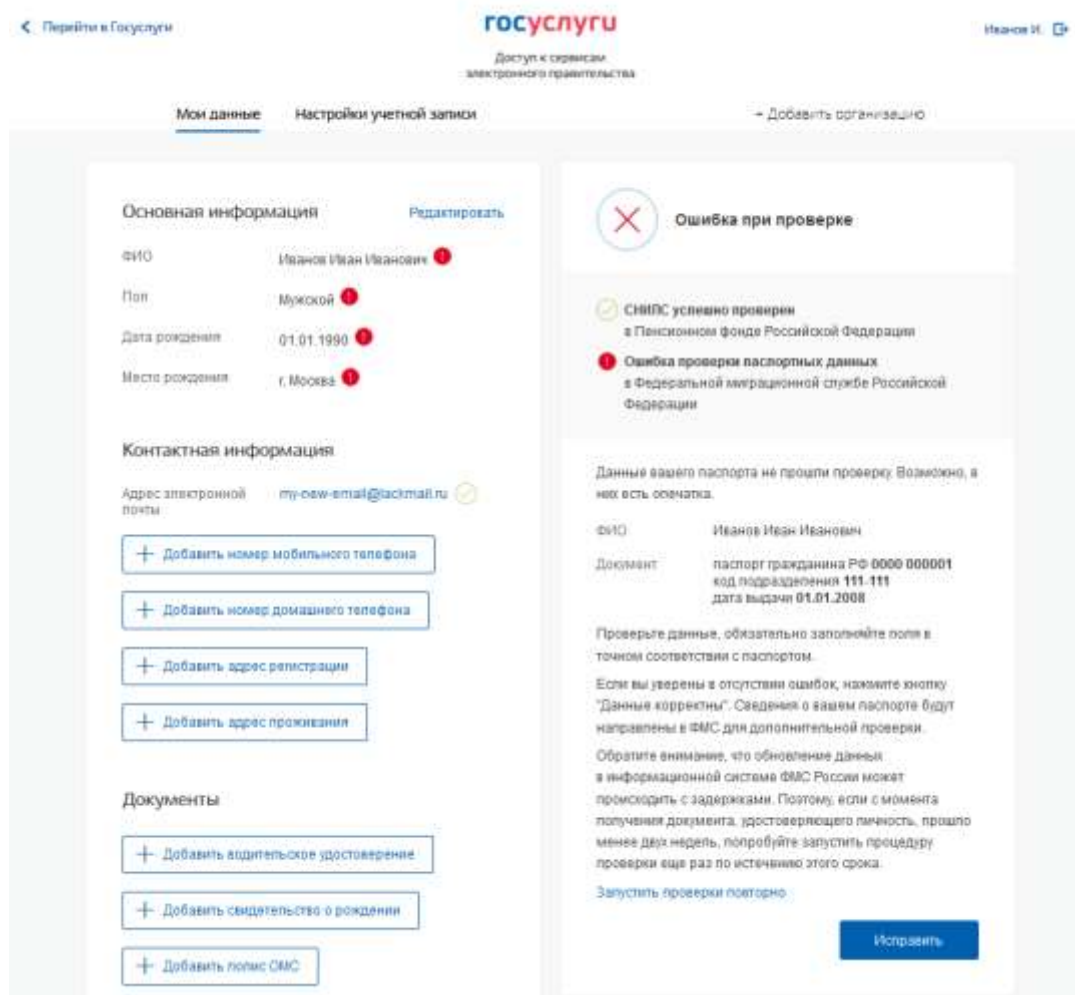 Перейти в Госуслуги
госуслуги
Иванов И.
Доступ к сервисам
электронного правительства
Мои данные
Настройки учетной записи
+ Добавить организацию
Основная информация
Редактировать
ФИО
Иванов Иван Иванович
Пол
Мужской
Дата рождения
01.01.1990
Место рождения
г. Москва
Контактная информация
Адрес электронной
почты
my-new-email@lackmail.ru
Добавить номер мобильного телефона
Добавить номер домашнего телефона
Добавить адрес регистрации
Добавить адрес проживания
Документы
Добавить водительское удостоверение
Добавить свидетельство о рождении
Добавить полис ОМС
Ошибка при проверке
СНИЛС успешно проверен
в Пенсионном фонде Российской Федерации
Ошибка проверки паспортных данных
в Федеральной миграционной службе Российской
Федерации
Данные вашего паспорта не прошли проверку. Возможно, в
них есть опечатка.
ФИО
Иванов Иван Иванович
Документ
паспорт гражданина РФ 0000 000001
код подразделения 111-111
дата выдачи 01.01.2008
Проверьте данные, обязательно заполняйте поля в
точном соответствии с паспортом.
Если вы уверены в отсутствии ошибок, нажмите кнопку
"Данные корректны". Сведения о вашем паспорте будут
направлены в ФМС для дополнительной проверки.
Обратите внимание, что обновление данных
в информационной системе ФМС России может
происходить с задержками. Поэтому, если с момента
получения документа, удостоверяющего личность, прошло
менее двух недель, попробуйте запустить процедуру
проверки еще раз по истечению этого срока.
Запустить проверки повторно
Исправить